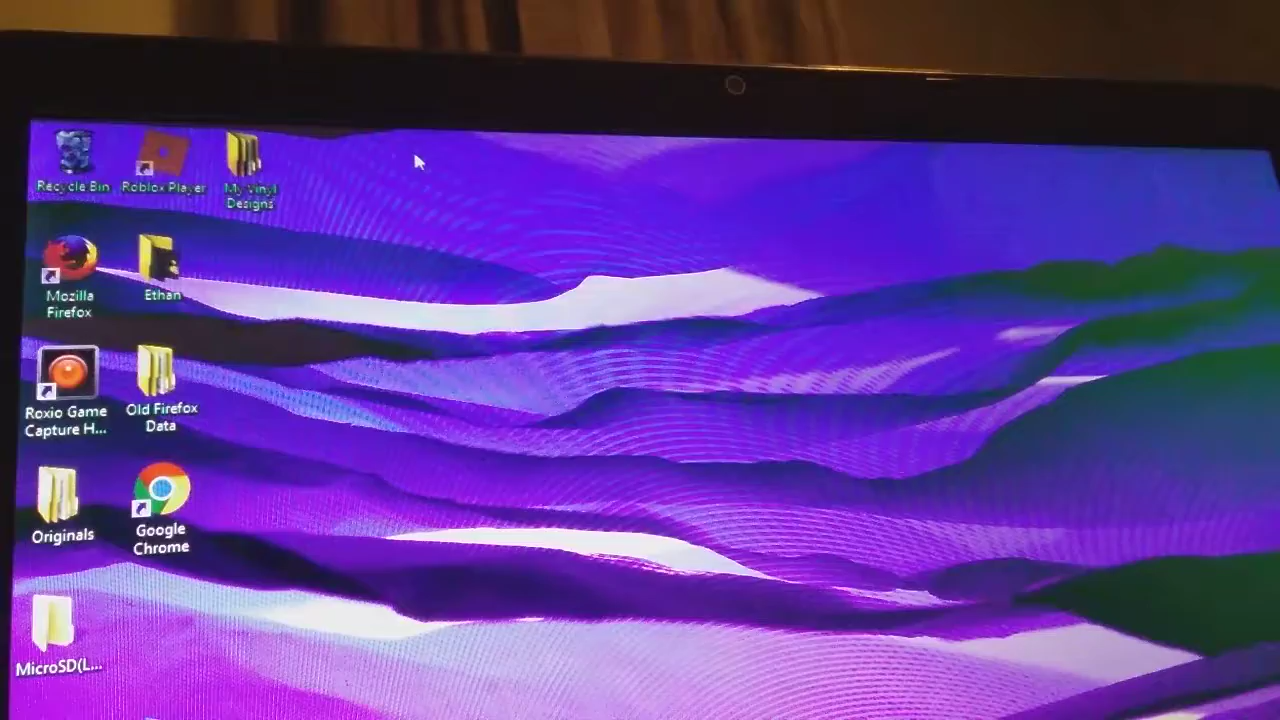 Recycle Bin
Roblox Player
My Vinyl
Designs
Mozilla
Firefox
Ethan
Roxio Game
Capture H...
Old Firefox
Data
Originals
Google
Chrome
MicroSD(L...